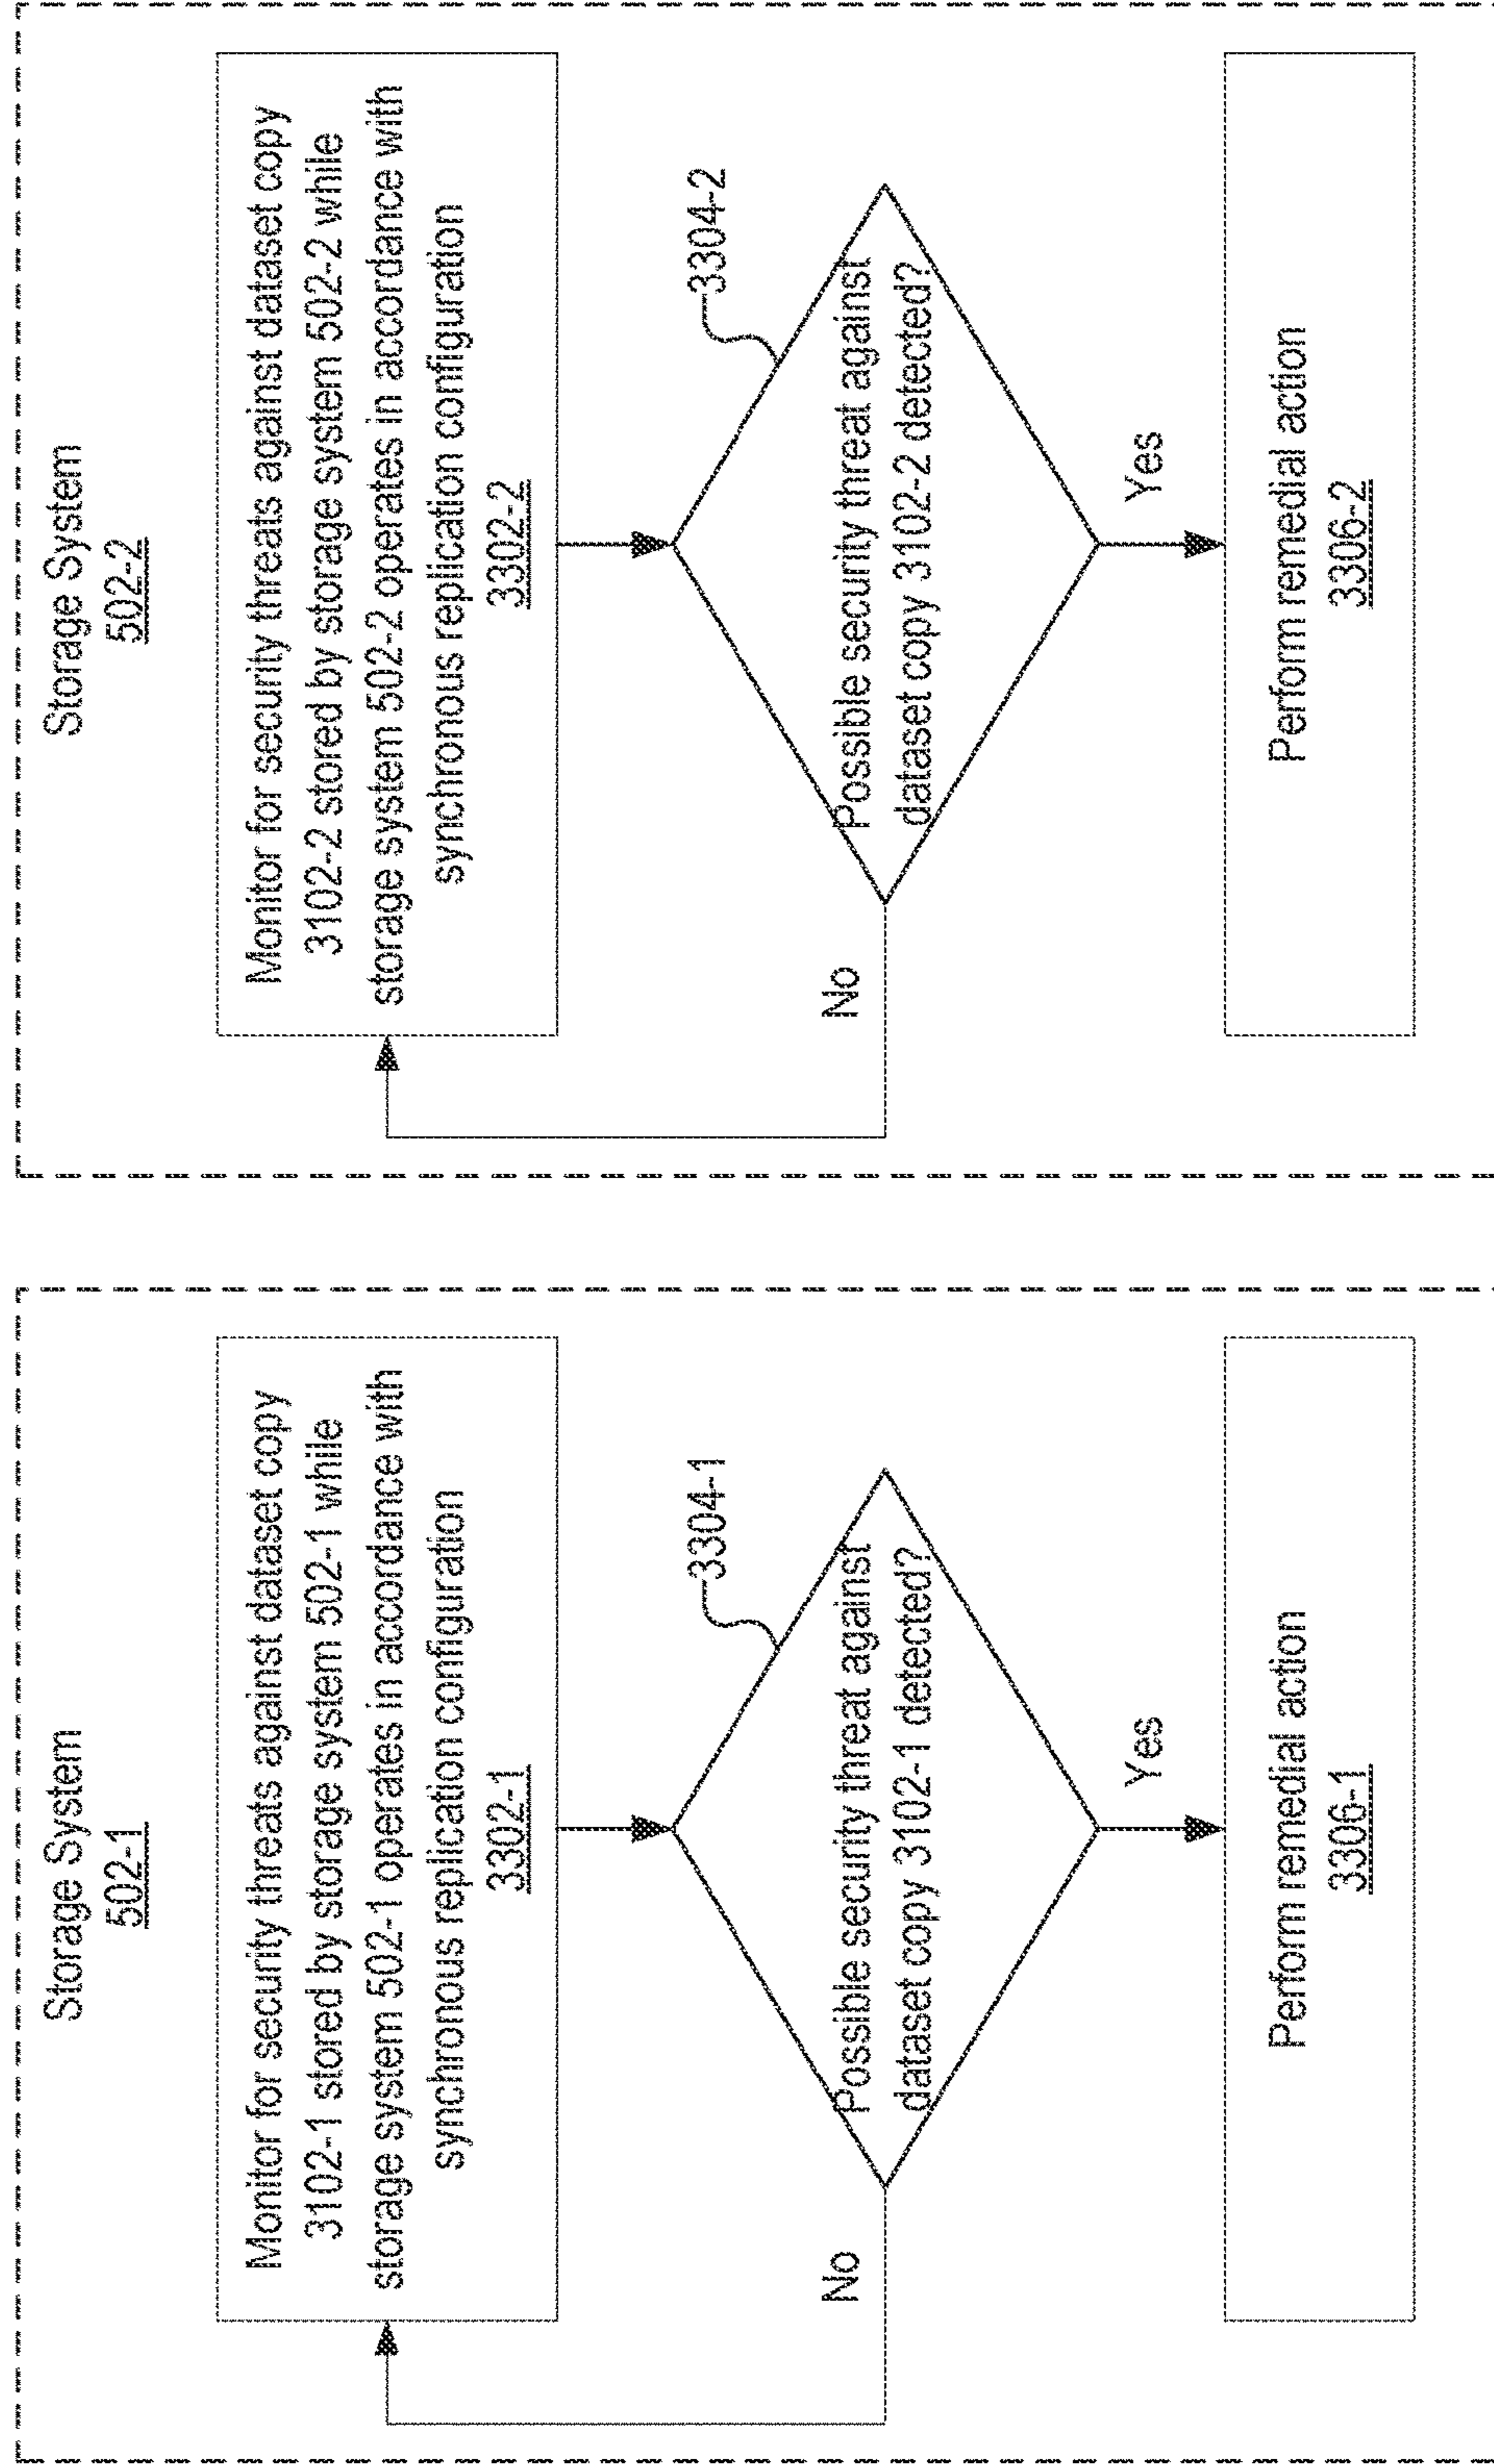 Storage System
502-1
Monitor for security threats against dataset copy
3102-1 stored by storage system 502-1 while
storage system 502-1 operates in accordance with
synchronous replication configuration
3302-1
3304-1
Possible security threat against
dataset copy 3102-1 detected?
No
Yes
Perform remedial action
3306-1
Storage System
502-2
Monitor for security threats against dataset copy
3102-2 stored by storage system 502-2 while
storage system 502-2 operates in accordance with
synchronous replication configuration
3302-2
3304-2
Possible security threat against
dataset copy 3102-2 detected?
No
Yes
Perform remedial action
3306-2